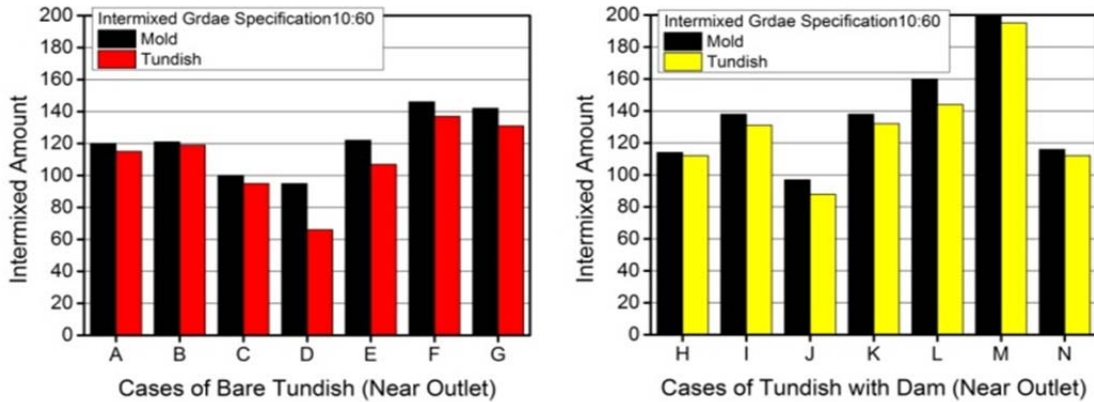 Intermixed Grdae Specification10:60
Mold
Tundish
Intermixed Amount
200
180
160
140
120
100
80
60
40
20
0
A B C D E F G
Cases of Bare Tundish (Near Outlet)
Intermixed Grdae Specification10:60
Mold
Tundish
Intermixed Amount
200
180
160
140
120
100
80
60
40
20
0
H I J K L M N
Cases of Tundish with Dam (Near Outlet)